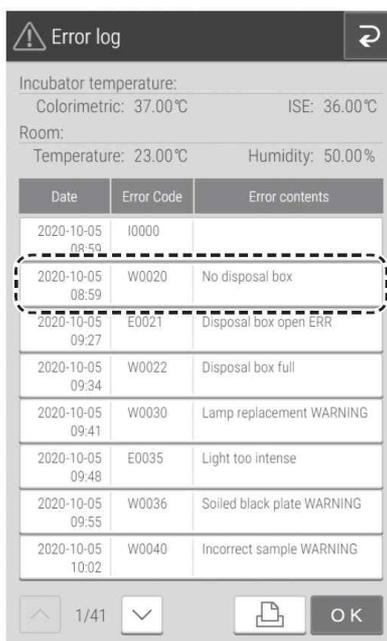 Error log
Incubator temperature:
Colorimetric: 37.00℃ ISE: 36.00℃
Room:
Temperature: 23.00℃ Humidity: 50.00%
Date Error Code Error contents
2020-10-05 I0000
08:59
2020-10-05 W0020 No disposal box
08:59
2020-10-05 E0021 Disposal box open ERR
09:27
2020-10-05 W0022 Disposal box full
09:34
2020-10-05 W0030 Lamp replacement WARNING
09:41
2020-10-05 E0035 Light too intense
09:48
2020-10-05 W0036 Soiled black plate WARNING
09:55
2020-10-05 W0040 Incorrect sample WARNING
10:02
1/41 OK